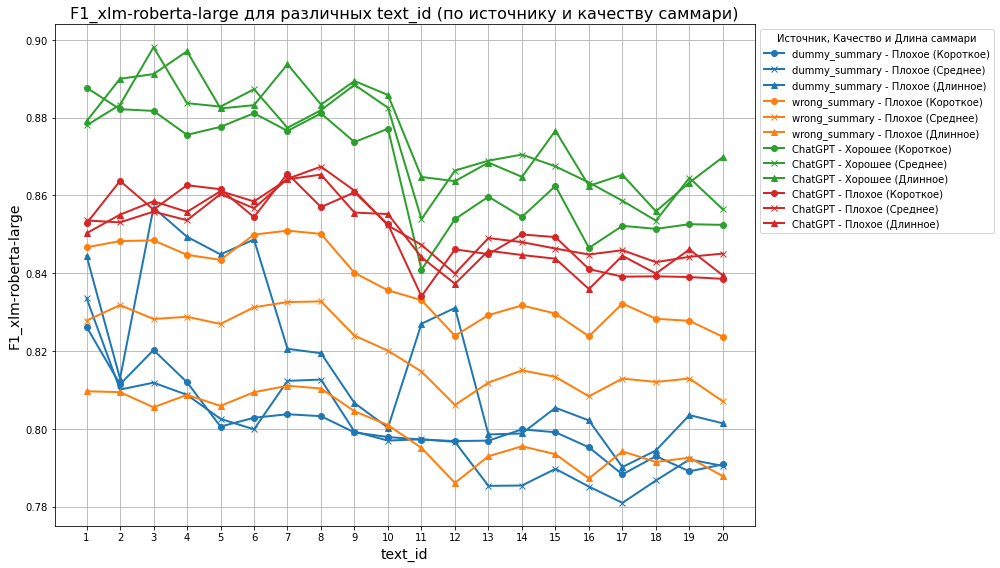 F1_xlm-roberta-large для различных text_id (по источнику и качеству саммари)
F1_xlm-roberta-large
0.90
0.88
0.86
0.84
0.82
0.80
0.78
1 2 3 4 5 6 7 8 9 10 11 12 13 14 15 16 17 18 19 20
text_id
Источник, Качество и Длина саммари
dummy_summary - Плохое (Короткое)
dummy_summary - Плохое (Среднее)
dummy_summary - Плохое (Длинное)
wrong_summary - Плохое (Короткое)
wrong_summary - Плохое (Среднее)
wrong_summary - Плохое (Длинное)
ChatGPT - Хорошее (Короткое)
ChatGPT - Хорошее (Среднее)
ChatGPT - Хорошее (Длинное)
ChatGPT - Плохое (Короткое)
ChatGPT - Плохое (Среднее)
ChatGPT - Плохое (Длинное)